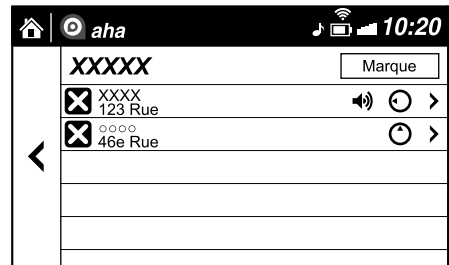 aha 10:20
XXXXX Marque
XXXX
123 Rue
○○○○
46e Rue